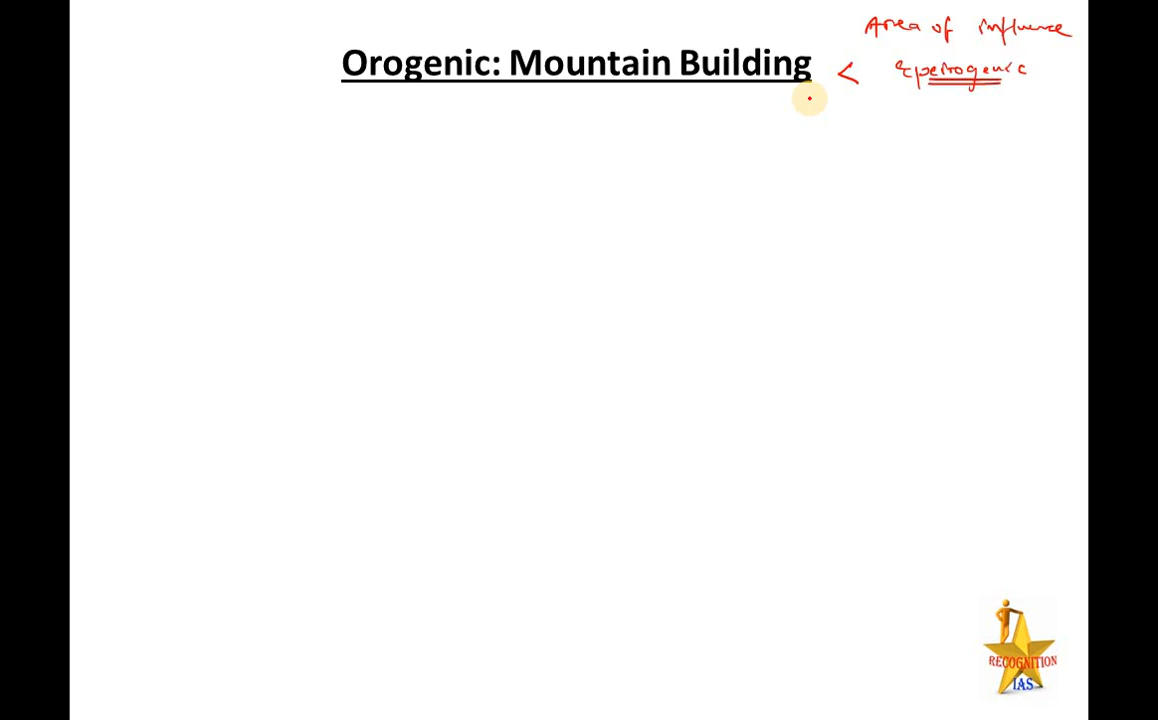 Area of influence
Orogenic: Mountain Building < Epeirogenic
RECOGNITION
IAS